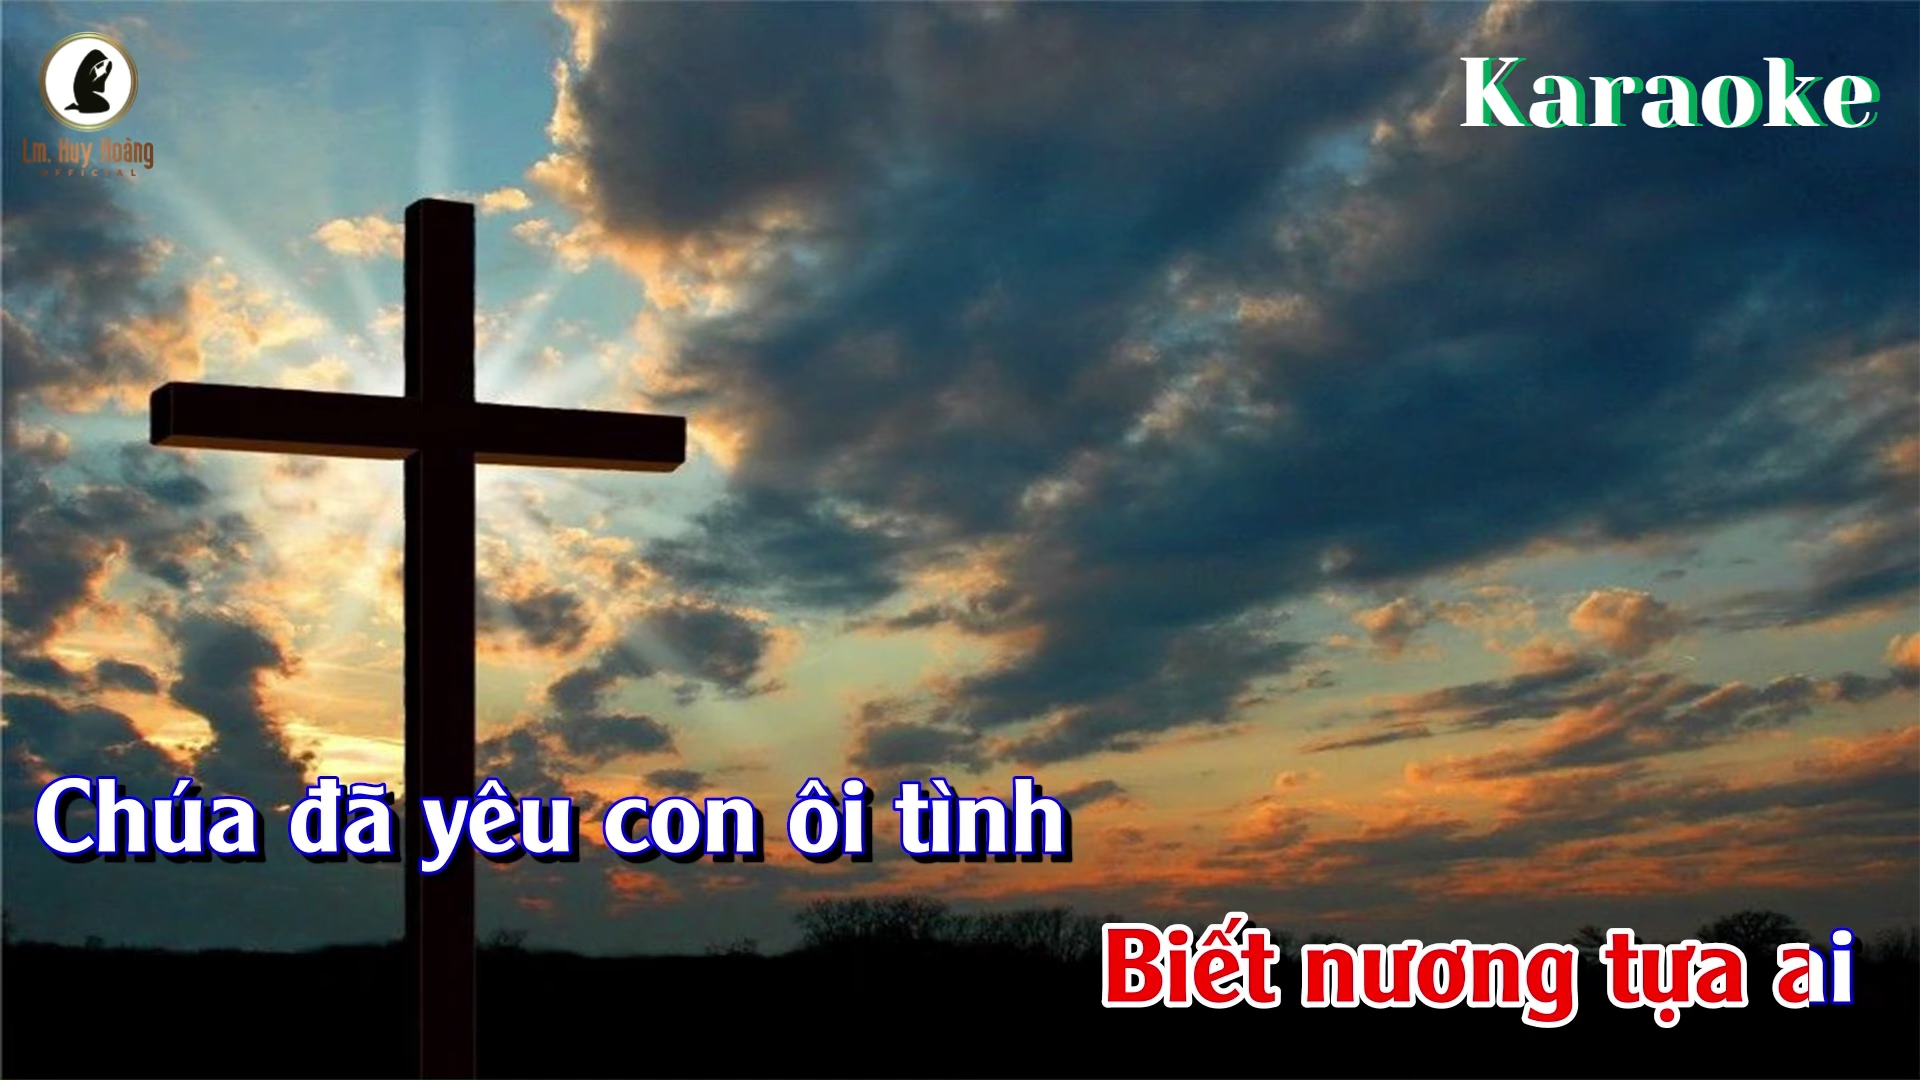 Karaoke
Lm. Huy Hoàng
OFFICIAL
Chúa đã yêu con ôi tình
Biết nương tựa ai